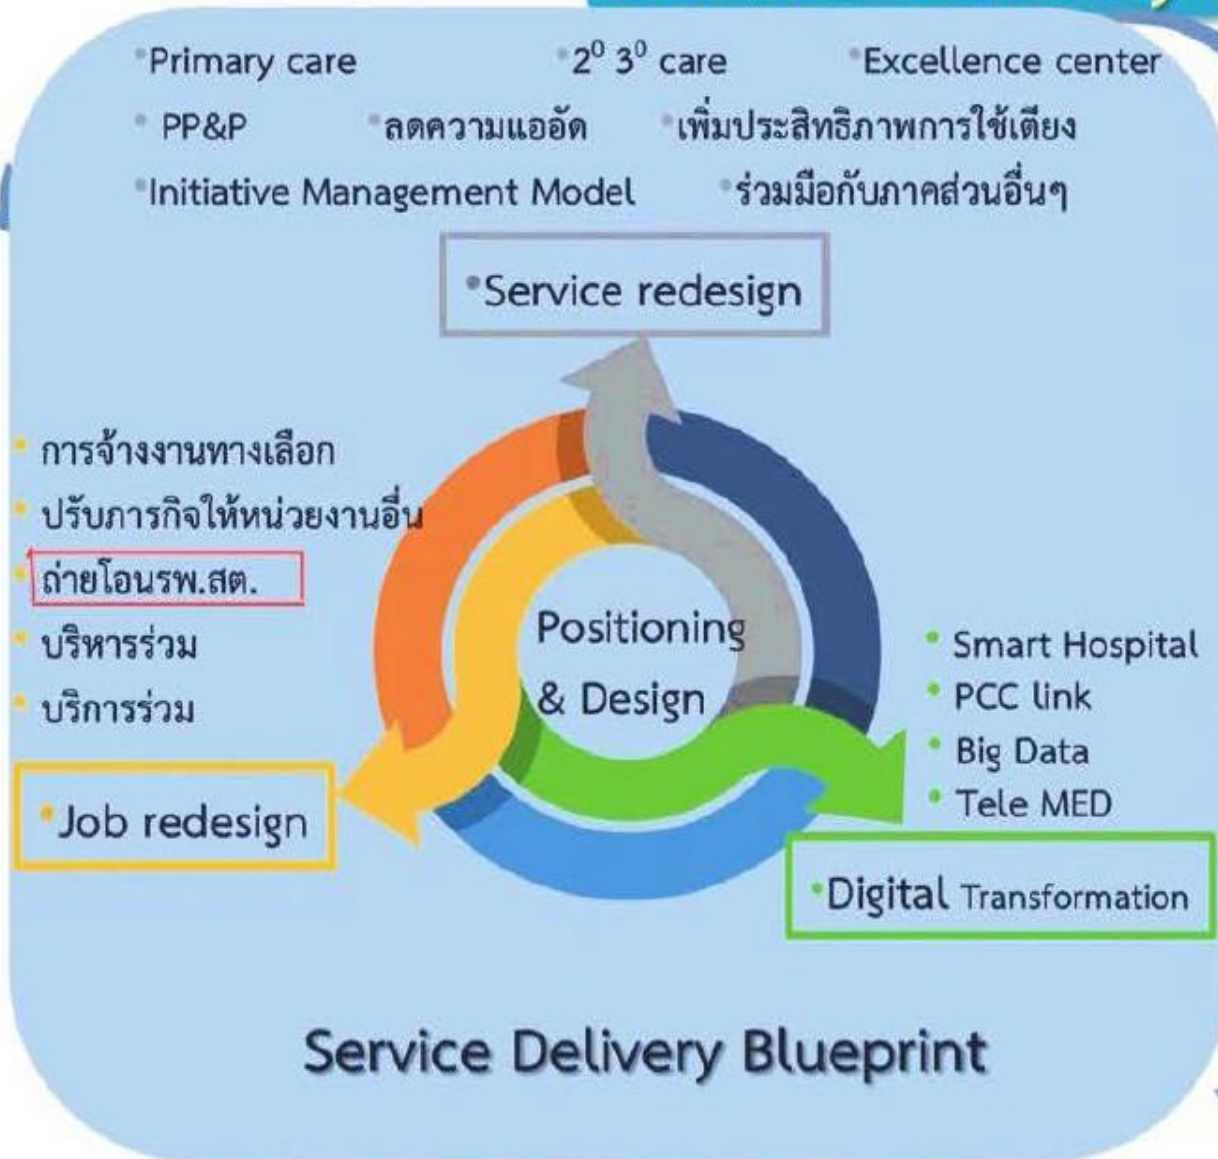 •Primary care •2⁰ 3⁰ care •Excellence center
• PP&P •ลดความแออัด •เพิ่มประสิทธิภาพการใช้เตียง
•Initiative Management Model •ร่วมมือกับภาคส่วนอื่นๆ
•Service redesign
• การจ้างงานทางเลือก
• ปรับภารกิจให้หน่วยงานอื่น
• ถ่ายโอนรพ.สต.
• บริหารร่วม
• บริการร่วม
•Job redesign
Positioning
& Design
• Smart Hospital
• PCC link
• Big Data
• Tele MED
•Digital Transformation
Service Delivery Blueprint